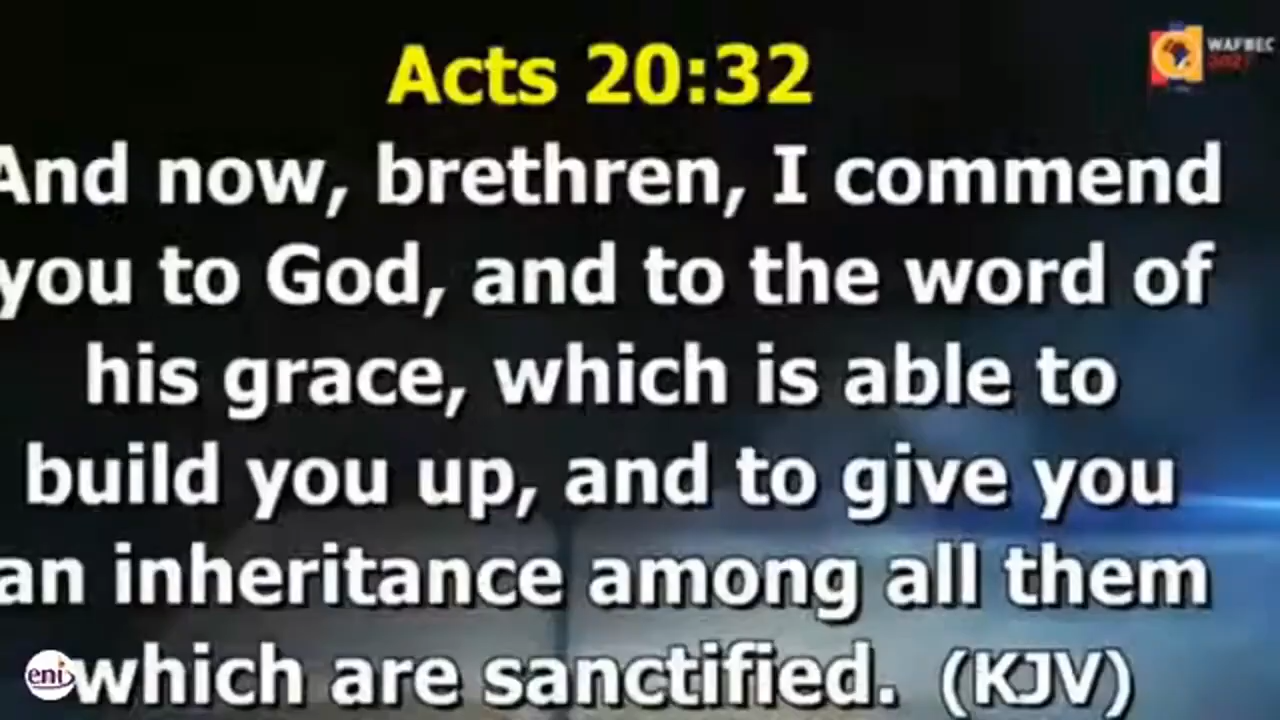 Acts 20:32
WAFBEC
2021
And now, brethren, I commend
you to God, and to the word of
his grace, which is able to
build you up, and to give you
an inheritance among all them
which are sanctified. (KJV)
eni